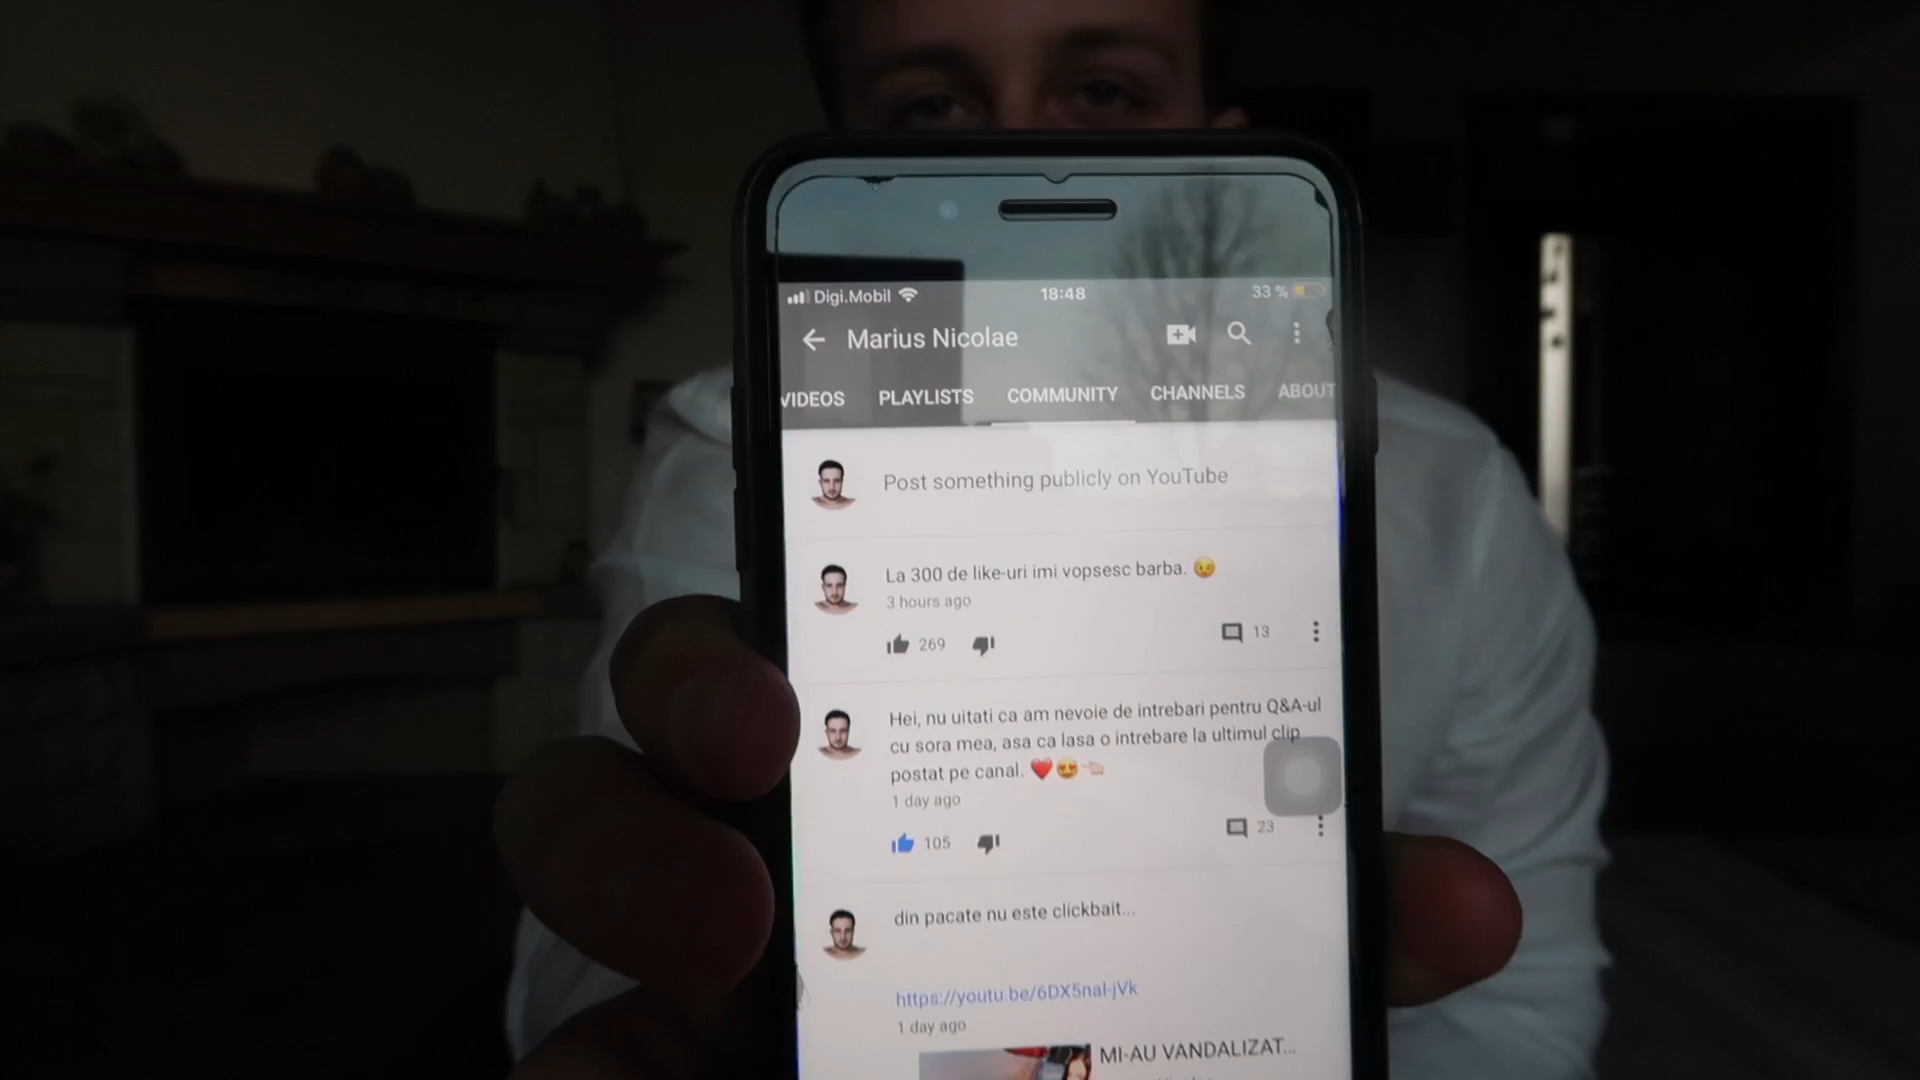 Digi.Mobil 18:48 33 %
Marius Nicolae
VIDEOS PLAYLISTS COMMUNITY CHANNELS ABOUT
Post something publicly on YouTube
La 300 de like-uri imi vopsesc barba. 😉
3 hours ago
269 13
Hei, nu uitati ca am nevoie de intrebari pentru Q&A-ul
cu sora mea, asa ca lasa o intrebare la ultimul clip
postat pe canal. ❤️😍👈🏻
1 day ago
105 23
din pacate nu este clickbait...
https://youtu.be/6DX5nal-jVk
1 day ago
MI-AU VANDALIZAT...